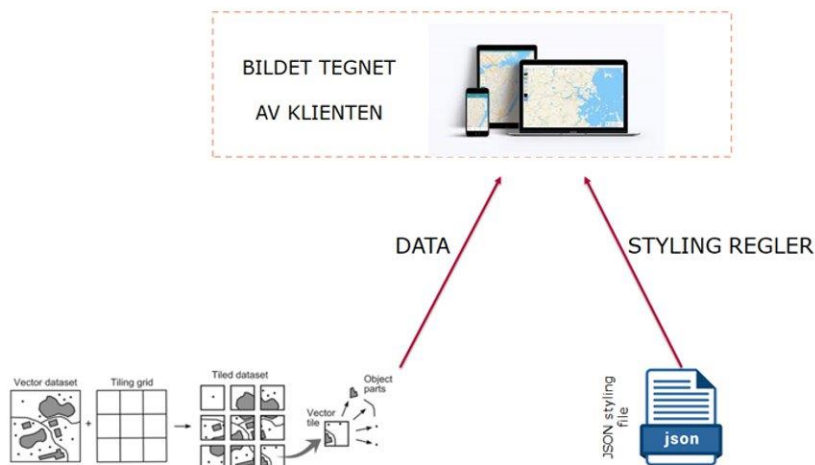 BILDET TEGNET
AV KLIENTEN
DATA
STYLING REGLER
Vector dataset
Tiling grid
Tiled dataset
Vector
tile
Object
parts
+
JSON styling
file
json